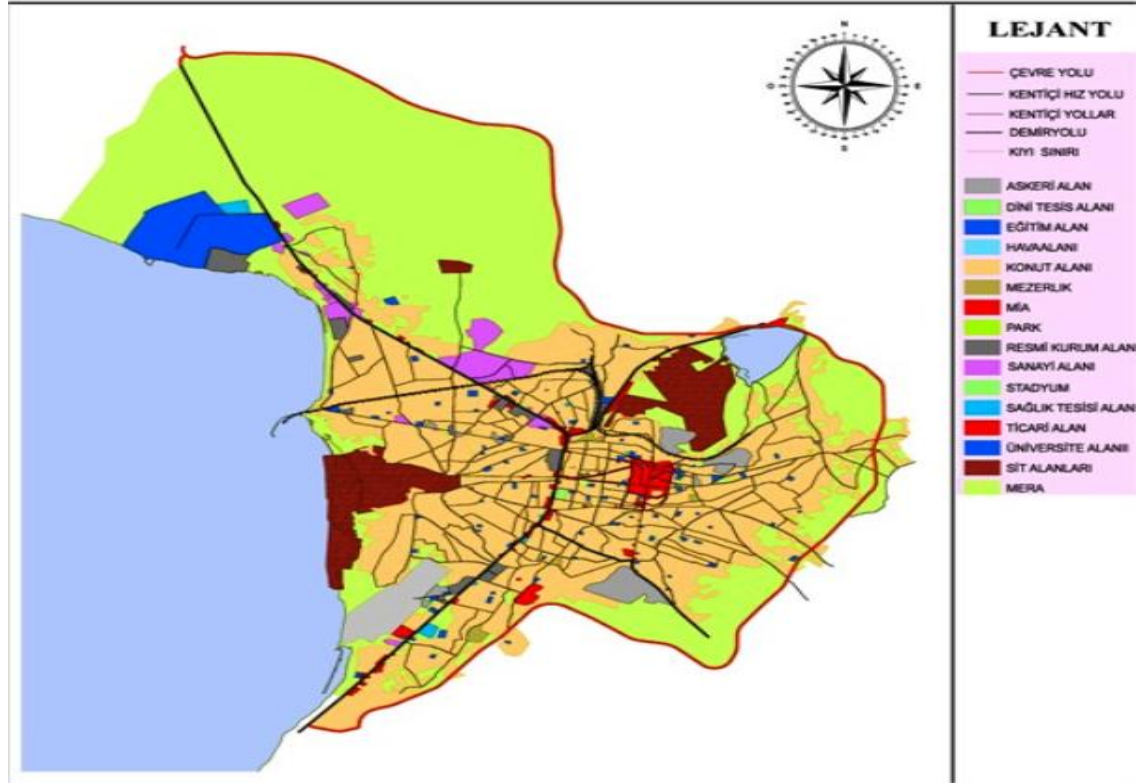 LEJANT
ÇEVRE YOLU
KENTİÇİ HIZ YOLU
KENTİÇİ YOLLAR
DEMİRYOLU
KIYI SINIRI
ASKERİ ALAN
DİNİ TESİS ALANI
EĞİTİM ALAN
HAVAALANI
KONUT ALANI
MEZERLIK
MİA
PARK
RESMİ KURUM ALAN
SANAYİ ALANI
STADYUM
SAĞLIK TESİSİ ALAN
TİCARİ ALAN
ÜNİVERSİTE ALANII
SİT ALANLARI
MERA
N
S